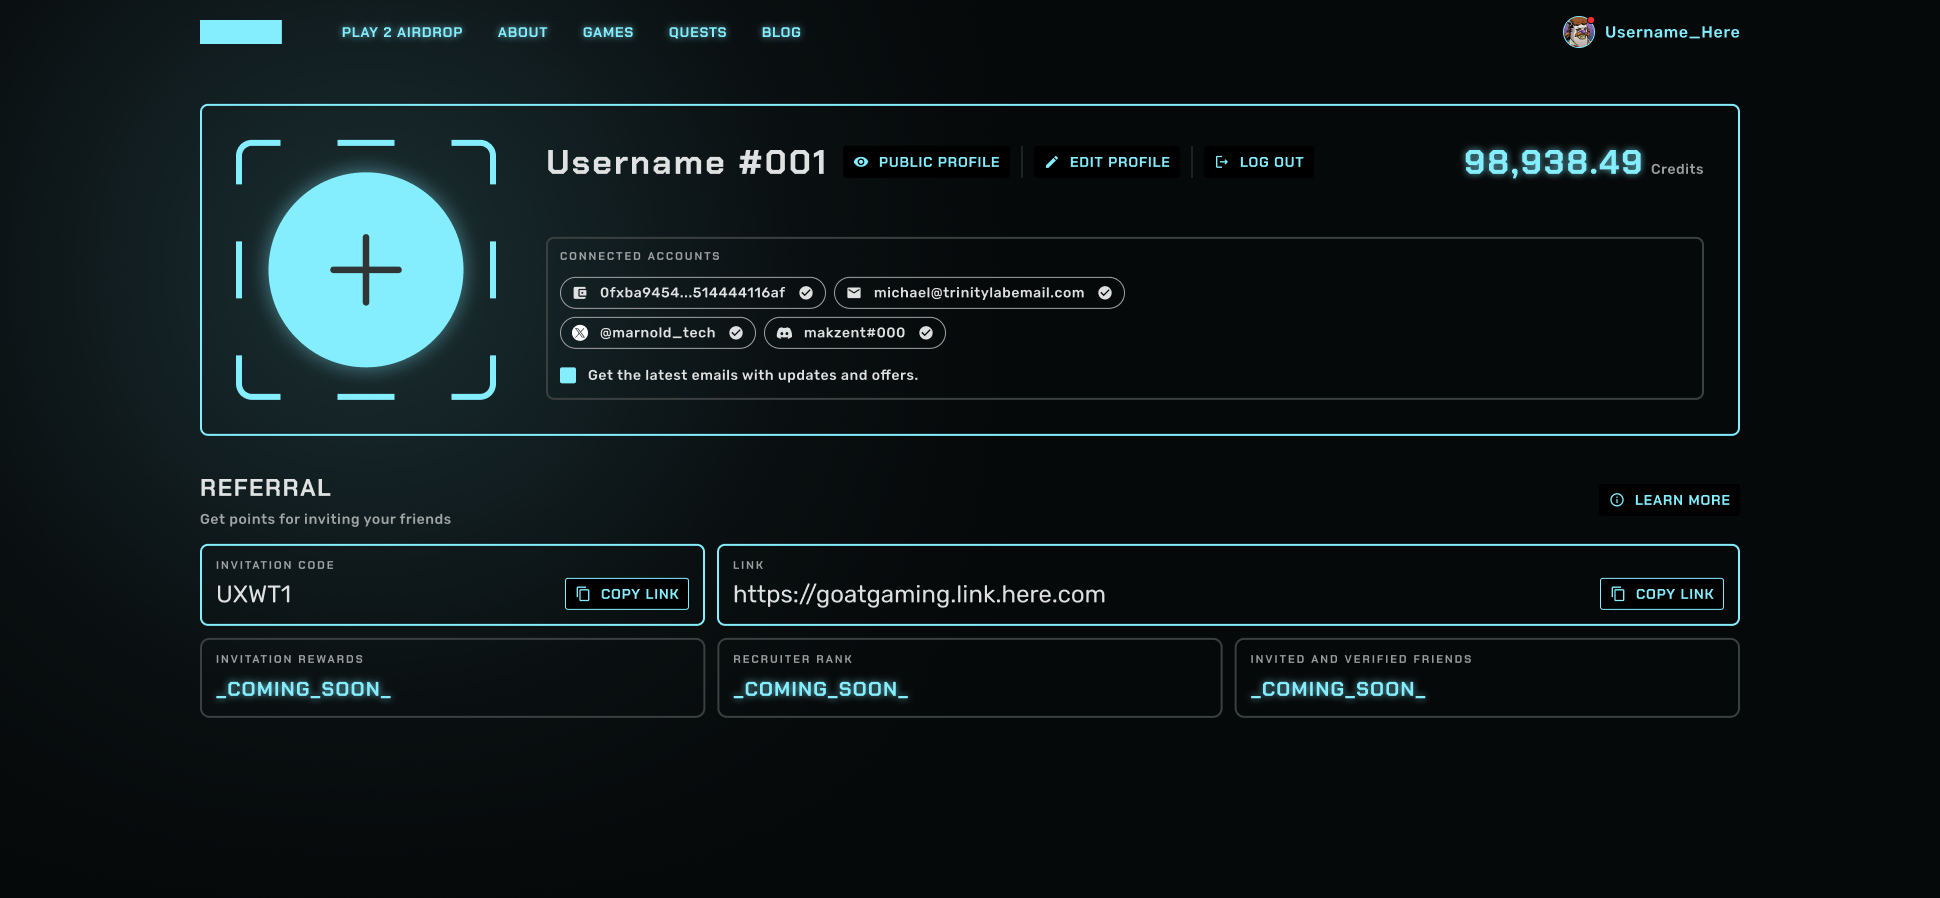 PLAY 2 AIRDROP ABOUT GAMES QUESTS BLOG Username_Here
Username #001 PUBLIC PROFILE EDIT PROFILE LOG OUT 98,938.49 Credits
CONNECTED ACCOUNTS
0fxba9454...514444116af michael@trinitylabemail.com
@marnold_tech makzent#000
Get the latest emails with updates and offers.
REFERRAL
Get points for inviting your friends
LEARN MORE
INVITATION CODE
UXWT1 COPY LINK
LINK
https://goatgaming.link.here.com COPY LINK
INVITATION REWARDS
_COMING_SOON_
RECRUITER RANK
_COMING_SOON_
INVITED AND VERIFIED FRIENDS
_COMING_SOON_